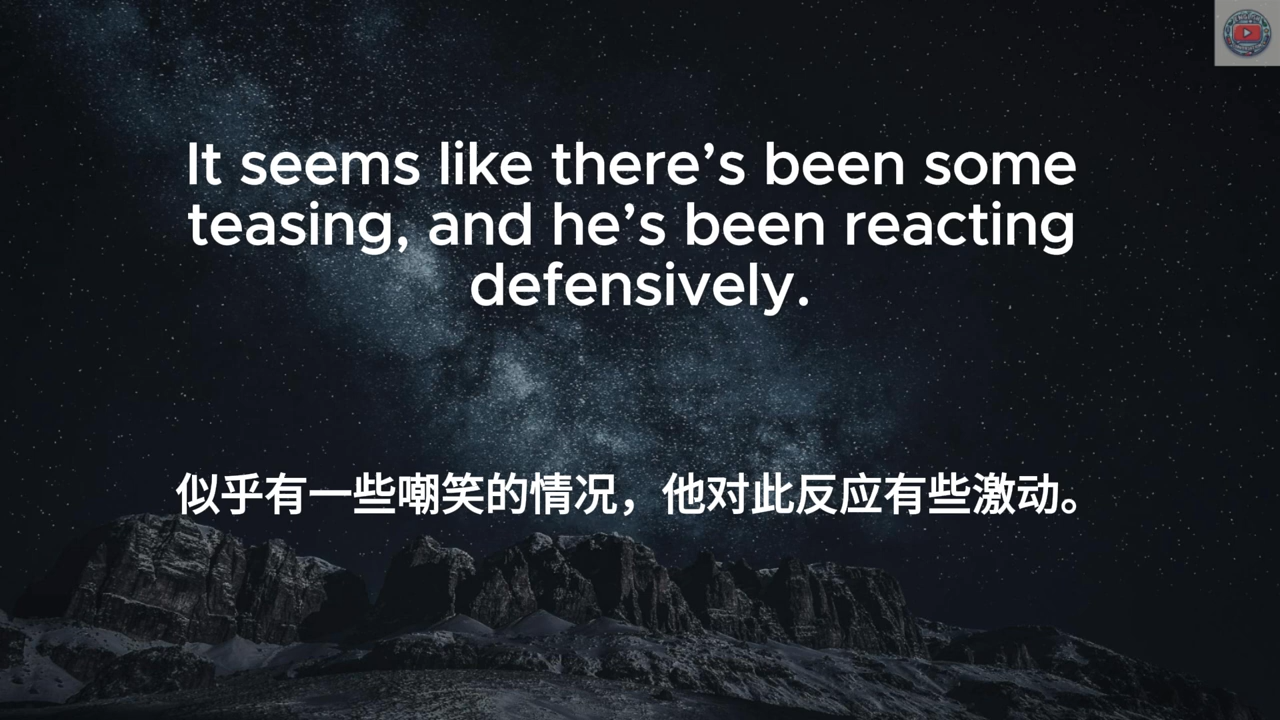 It seems like there’s been some
teasing, and he’s been reacting
defensively.
似乎有一些嘲笑的情况，他对此反应有些激动。